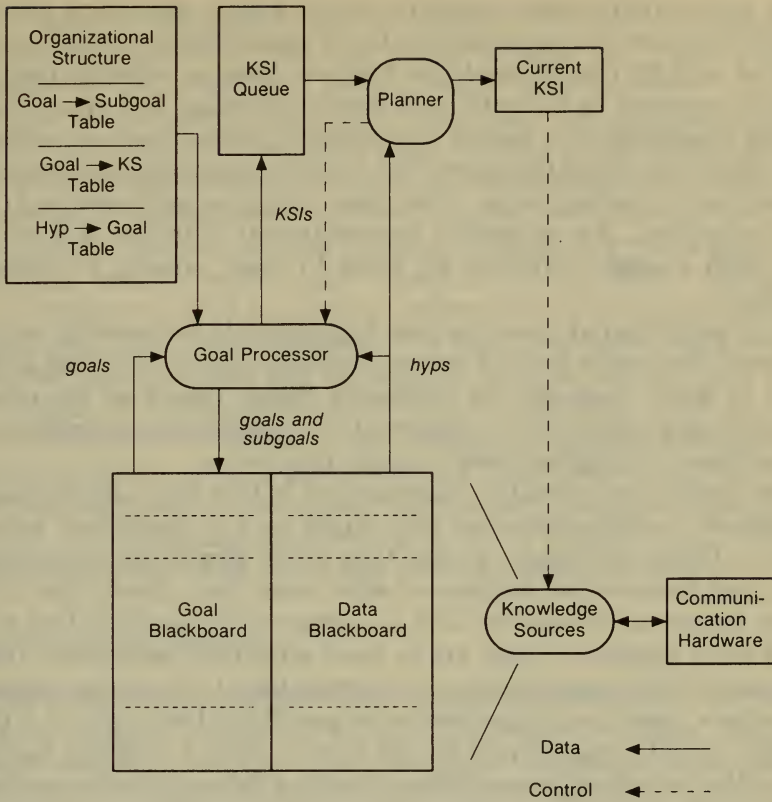 Organizational
Structure
Goal → Subgoal
Table
Goal → KS
Table
Hyp → Goal
Table
KSI
Queue
Planner
Current
KSI
KSIs
Goal Processor
goals
hyps
goals and
subgoals
Goal
Blackboard
Data
Blackboard
Knowledge
Sources
Communi-
cation
Hardware
Data
Control